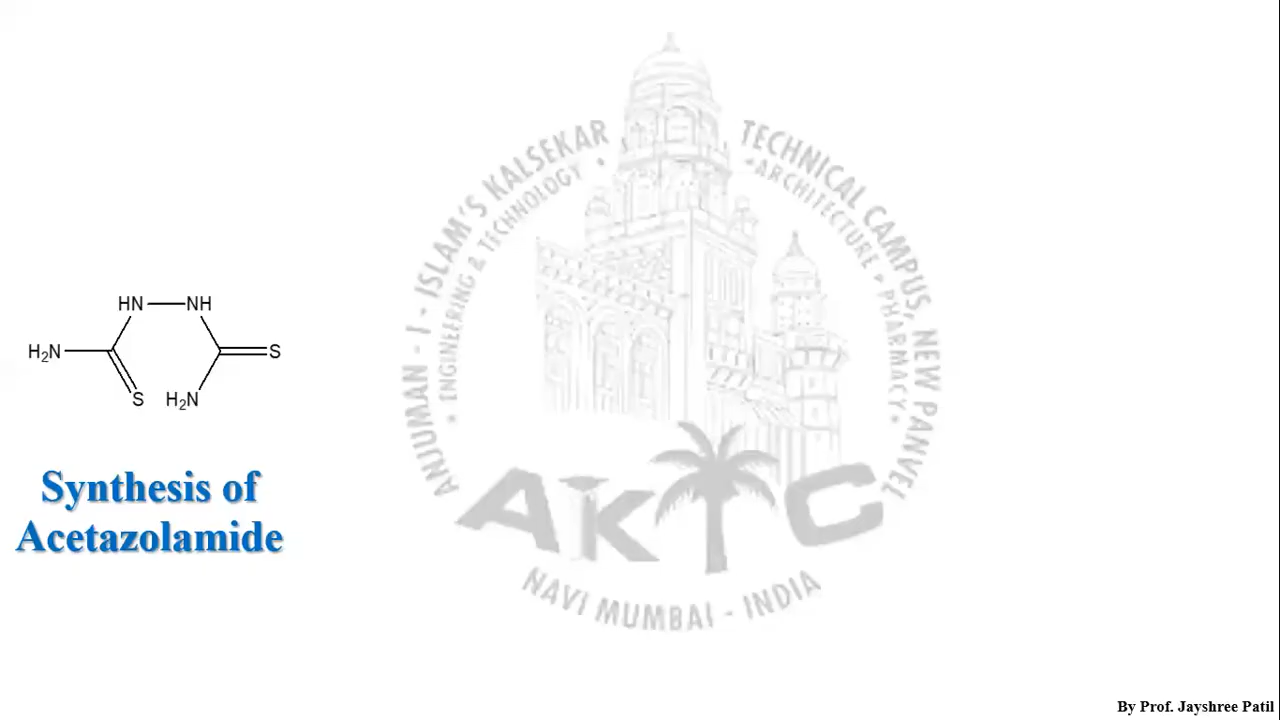 ANJUMAN - I - ISLAM'S KALSEKAR TECHNICAL CAMPUS, NEW PANVEL
• ENGINEERING & TECHNOLOGY • ARCHITECTURE • PHARMACY •
HN NH
H2N S
S H2N
AKTC
Synthesis of
Acetazolamide
NAVI MUMBAI - INDIA
By Prof. Jayshree Patil